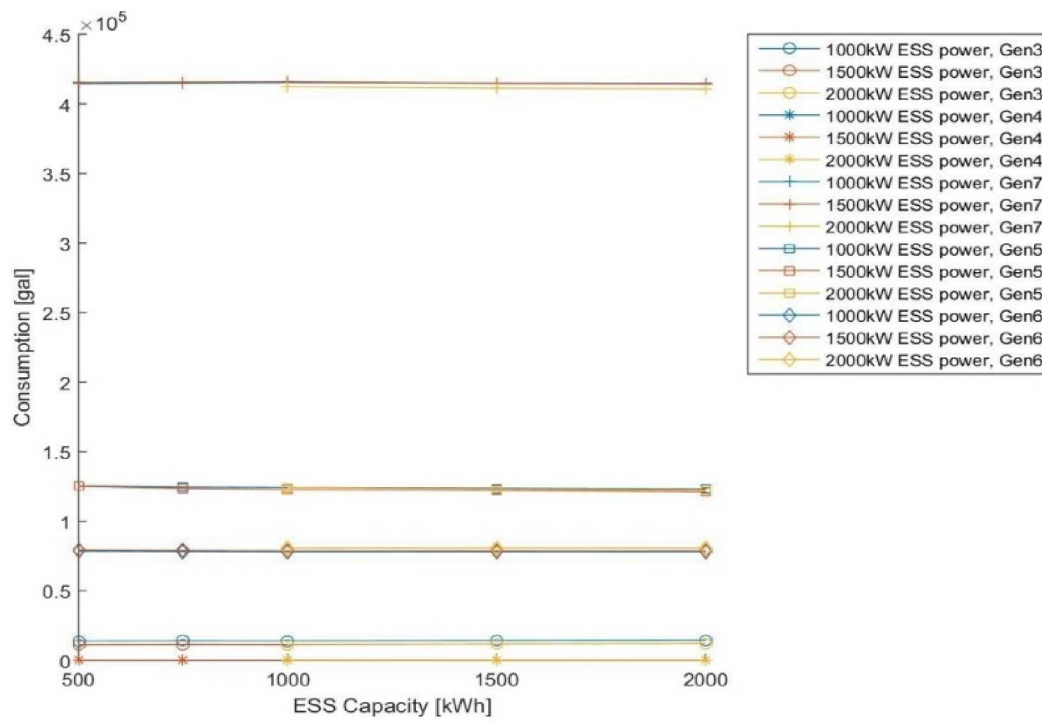 ×10⁵
4.5
4
3.5
3
2.5
2
1.5
1
0.5
0
Consumption [gal]
500
1000
1500
2000
ESS Capacity [kWh]
1000kW ESS power, Gen3
1500kW ESS power, Gen3
2000kW ESS power, Gen3
1000kW ESS power, Gen4
1500kW ESS power, Gen4
2000kW ESS power, Gen4
1000kW ESS power, Gen7
1500kW ESS power, Gen7
2000kW ESS power, Gen7
1000kW ESS power, Gen5
1500kW ESS power, Gen5
2000kW ESS power, Gen5
1000kW ESS power, Gen6
1500kW ESS power, Gen6
2000kW ESS power, Gen6